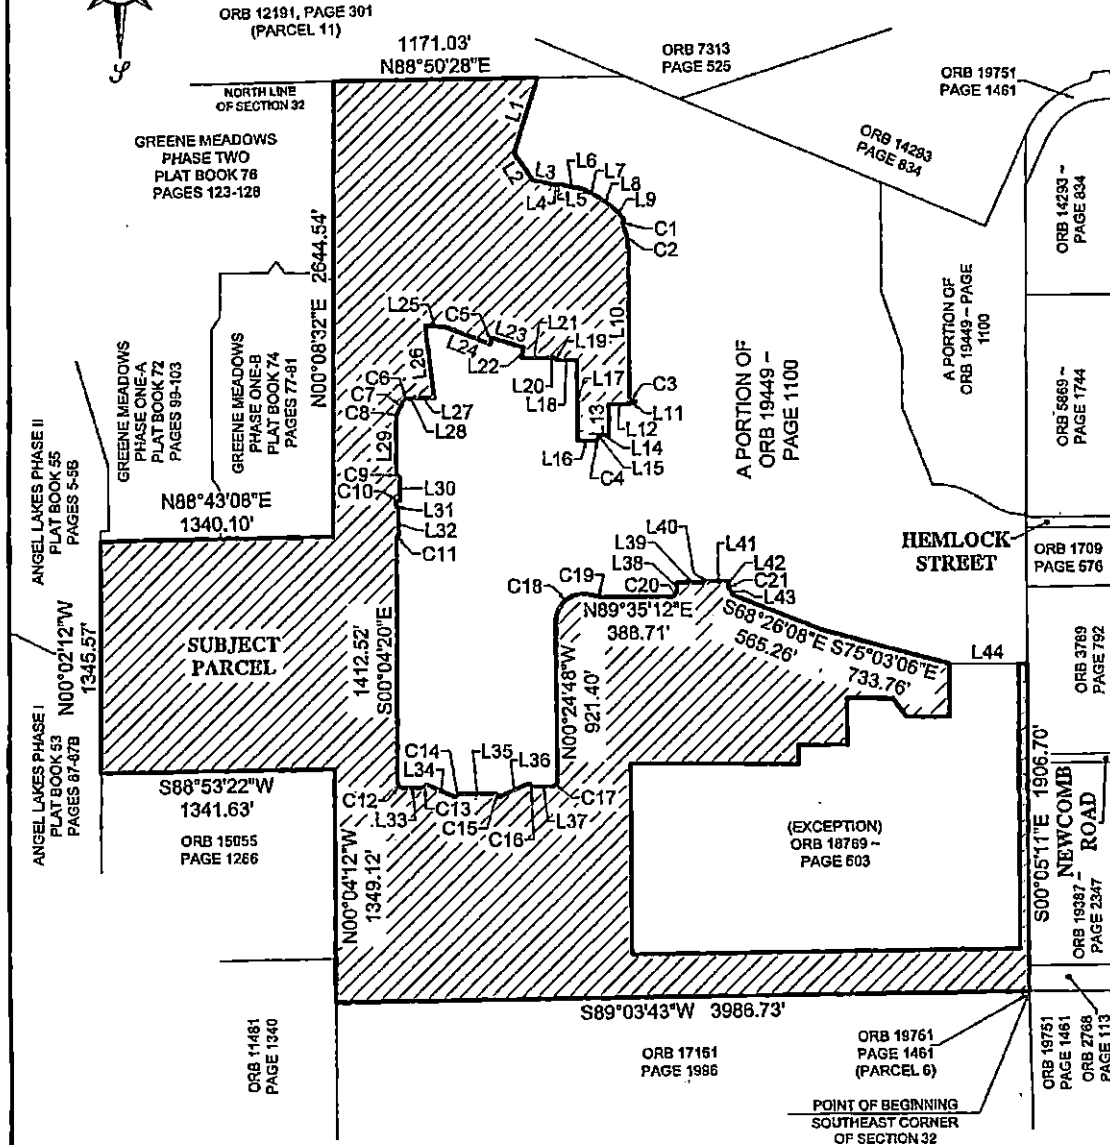 S
ORB 12191, PAGE 301
(PARCEL 11)
1171.03'
N88°50'28"E
ORB 7313
PAGE 525
ORB 19751
PAGE 1461
NORTH LINE
OF SECTION 32
GREENE MEADOWS
PHASE TWO
PLAT BOOK 76
PAGES 123-128
L1
L2
L3
L4
L5
L6
L7
L8
L9
C1
C2
ORB 14293
PAGE 834
ORB 14293 ~
PAGE 834
N00°08'32"E 2644.54'
GREENE MEADOWS
PHASE ONE-A
PLAT BOOK 72
PAGES 99-103
GREENE MEADOWS
PHASE ONE-B
PLAT BOOK 74
PAGES 77-81
A PORTION OF
ORB 19449 ~ PAGE
1100
L25
C5
L23
L21
L19
L10
L24
L22
L20
L18
L17
L26
C6
C7
C8
L27
L28
C3
L11
L12
L13
L14
L15
L16
C4
A PORTION OF
ORB 19449 ~
PAGE 1100
ORB 5869 ~
PAGE 1744
L29
C9
C10
L30
L31
L32
C11
ANGEL LAKES PHASE II
PLAT BOOK 55
PAGES 5-5B
N88°43'08"E
1340.10'
HEMLOCK
STREET
ORB 1709
PAGE 576
L40
L39
L38
C20
L41
L42
C21
L43
C18
C19
N89°35'12"E
388.71'
S68°26'08"E
565.26'
S75°03'06"E
733.76'
L44
N00°02'12"W
1345.57'
SUBJECT
PARCEL
1412.52'
S00°04'20"E
N00°24'48"W
921.40'
ORB 3769
PAGE 792
ANGEL LAKES PHASE I
PLAT BOOK 53
PAGES 87-87B
S88°53'22"W
1341.63'
C14
L34
L35
L36
C12
L33
C13
C15
C16
L37
C17
ORB 15055
PAGE 1266
N00°04'12"W
1349.12'
(EXCEPTION)
ORB 18769 ~
PAGE 603
S00°05'11"E 1906.70'
NEWCOMB
ROAD
ORB 19387 ~
PAGE 2347
S89°03'43"W 3986.73'
ORB 11481
PAGE 1340
ORB 17161
PAGE 1986
ORB 19761
PAGE 1461
(PARCEL 6)
ORB 19751
PAGE 1461
ORB 2768
PAGE 113
POINT OF BEGINNING
SOUTHEAST CORNER
OF SECTION 32